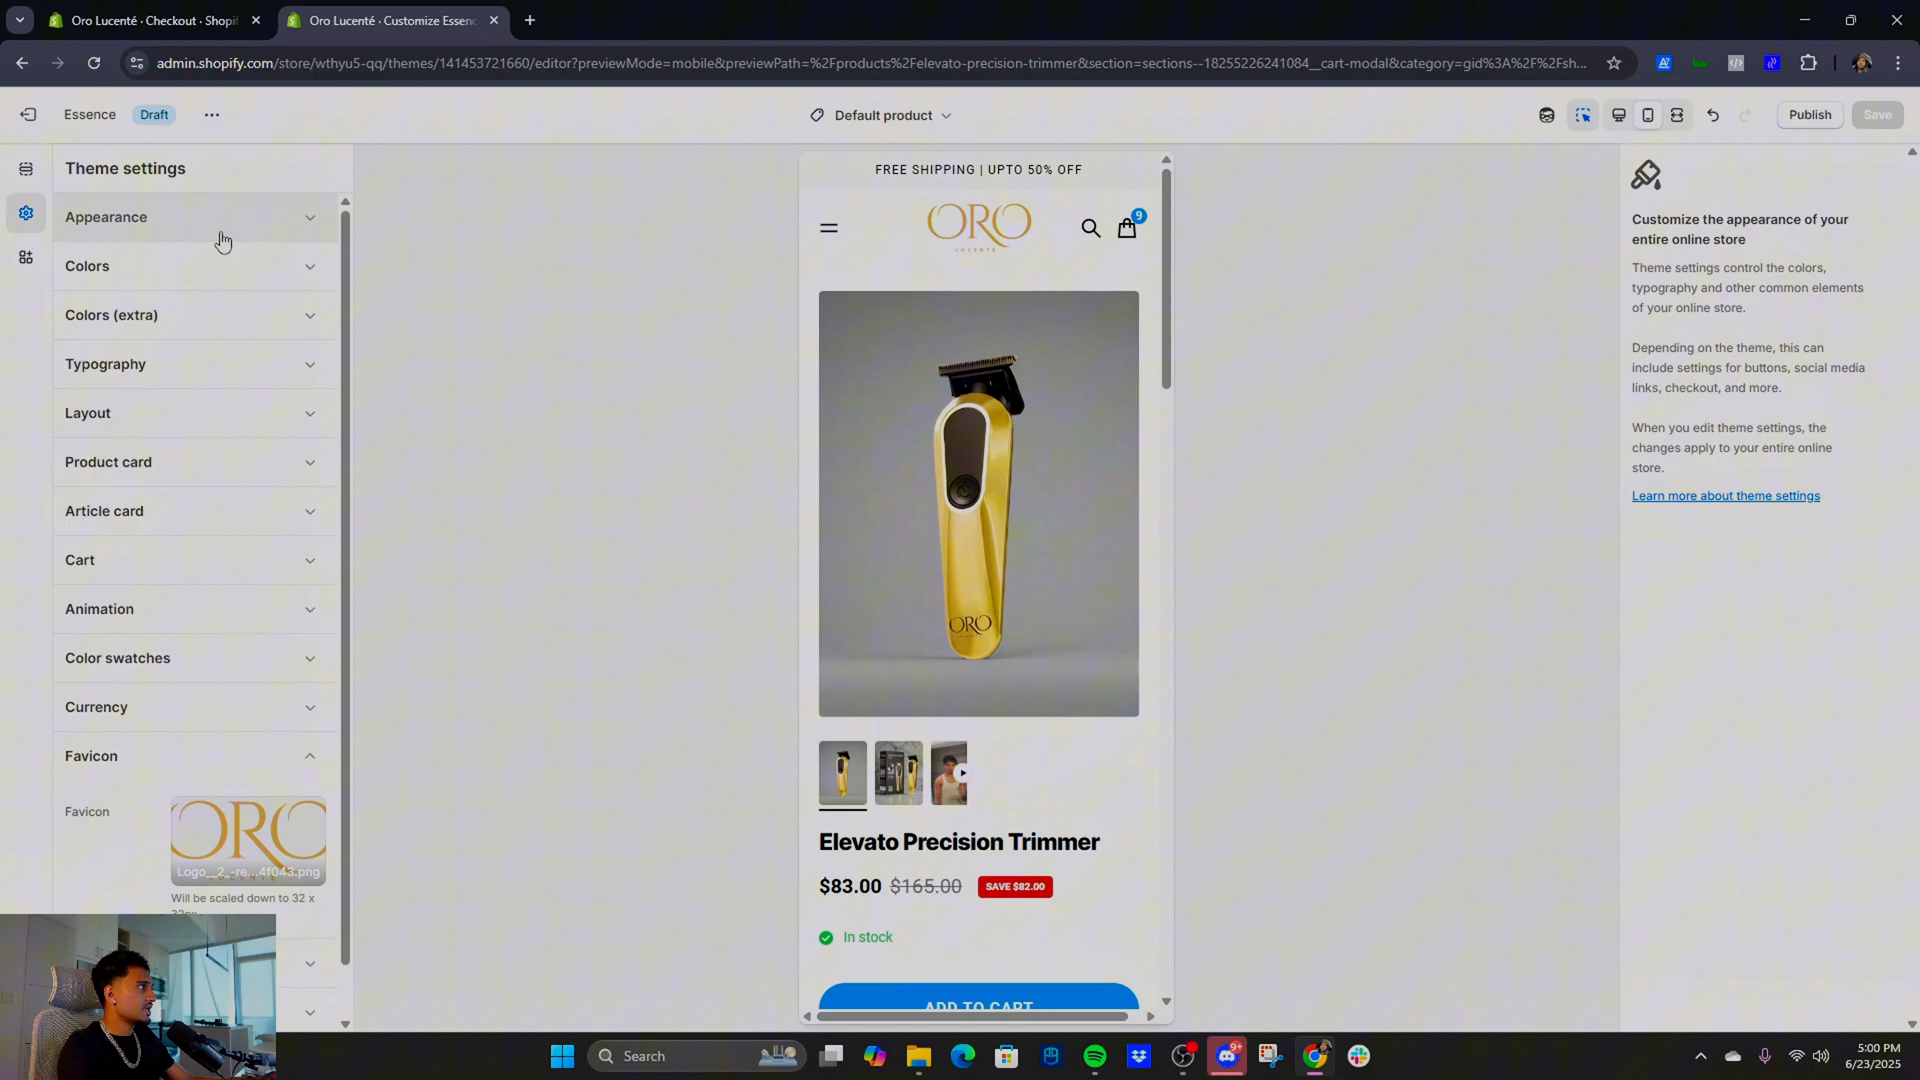 Oro Lucenté · Checkout · Shopif
Oro Lucenté · Customize Essenc
admin.shopify.com/store/wthyu5-qq/themes/141453721660/editor?previewMode=mobile&previewPath=%2Fproducts%2Felevato-precision-trimmer&section=sections--18255226241084__cart-modal&category=gid%3A%2F%2Fsh...
Essence
Draft
Default product
Publish
Save
Theme settings
Appearance
Colors
Colors (extra)
Typography
Layout
Product card
Article card
Cart
Animation
Color swatches
Currency
Favicon
Favicon
ORO
Logo__2_-re...4f043.png
Will be scaled down to 32 x
32px
FREE SHIPPING | UPTO 50% OFF
ORO
LUCENTE
9
ORO
Elevato Precision Trimmer
$83.00 $165.00 SAVE $82.00
In stock
ADD TO CART
Customize the appearance of your
entire online store
Theme settings control the colors,
typography and other common elements
of your online store.
Depending on the theme, this can
include settings for buttons, social media
links, checkout, and more.
When you edit theme settings, the
changes apply to your entire online
store.
Learn more about theme settings
Search
9+
5:00 PM
6/23/2025